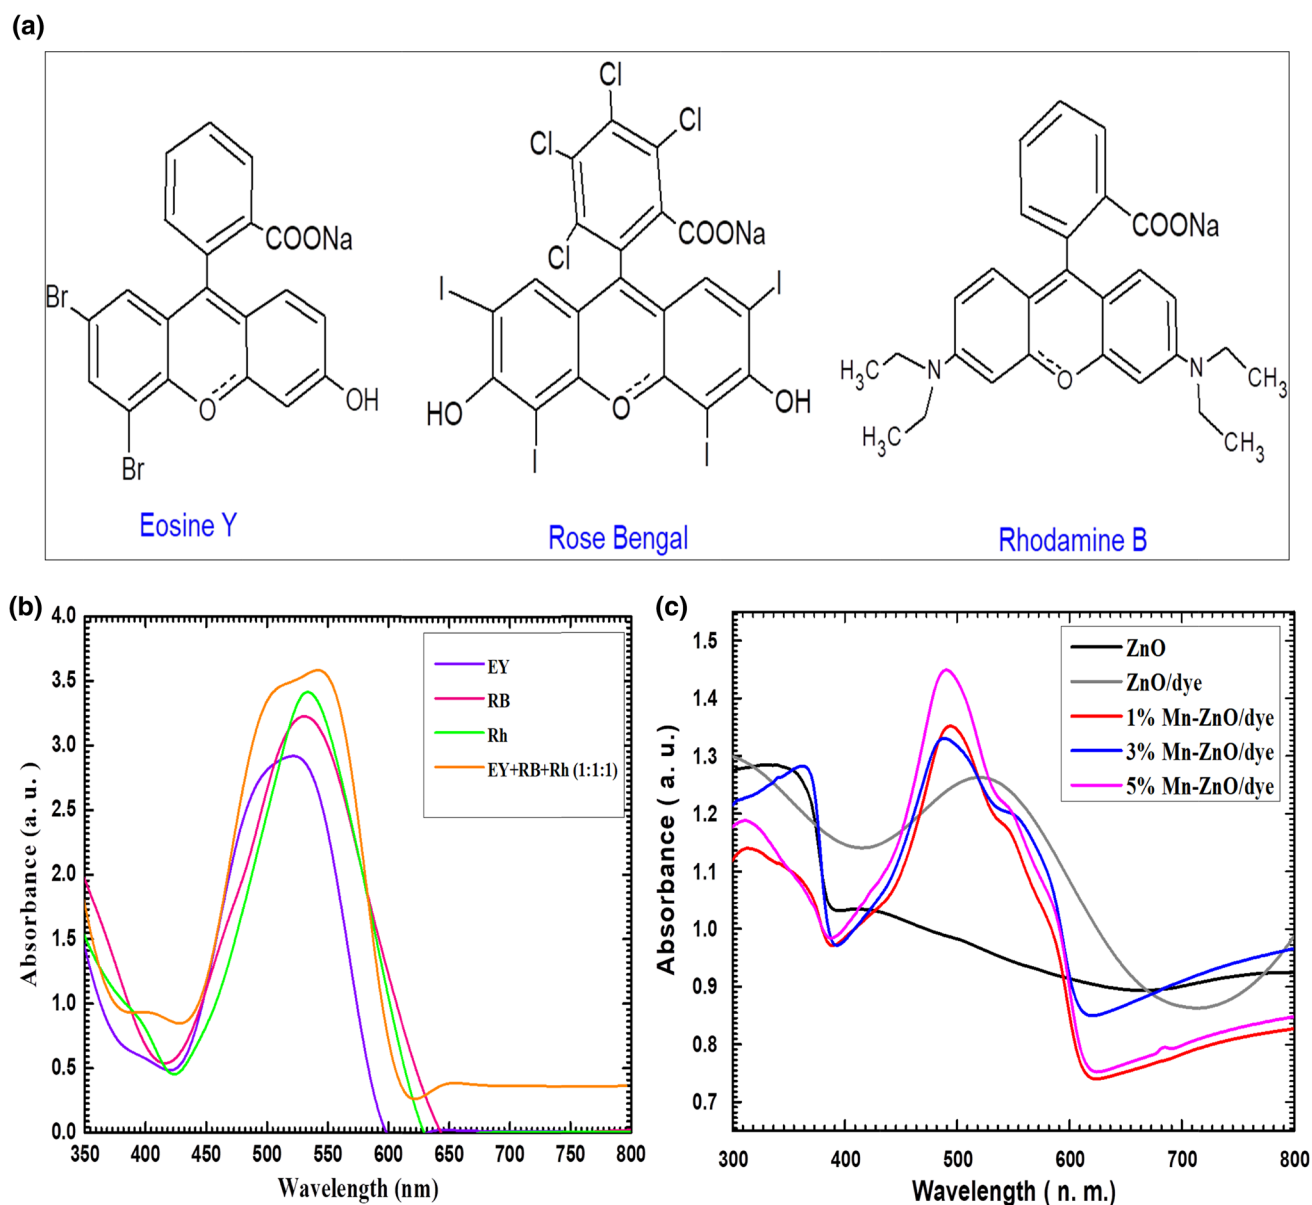 (a)
Cl
Cl
Cl
Cl
COONa
COONa
COONa
Br
I
I
Br
O
OH
HO
O
OH
I
I
H₃C
N
O
N
CH₃
H₃C
CH₃
Eosine Y
Rose Bengal
Rhodamine B
(b)
4.0
3.5
3.0
2.5
2.0
1.5
1.0
0.5
0.0
Absorbance (a. u. )
EY
RB
Rh
EY+RB+Rh (1:1:1)
350 400 450 500 550 600 650 700 750 800
Wavelength (nm)
(c)
1.5
1.4
1.3
1.2
1.1
1.0
0.9
0.8
0.7
Absorbance ( a. u.)
ZnO
ZnO/dye
1% Mn-ZnO/dye
3% Mn-ZnO/dye
5% Mn-ZnO/dye
300 400 500 600 700 800
Wavelength ( n. m.)